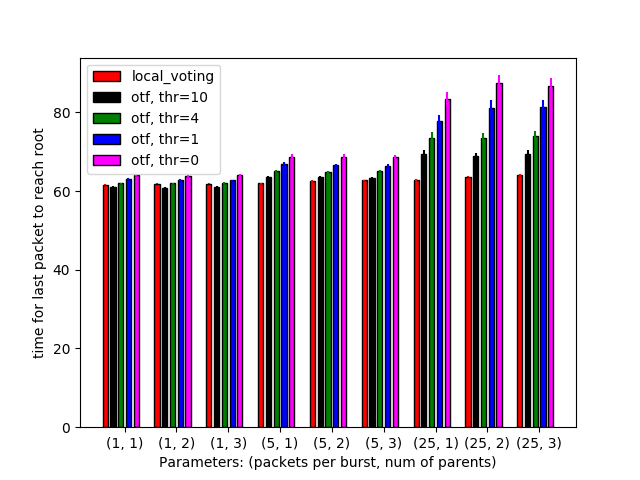 local_voting
otf, thr=10
otf, thr=4
otf, thr=1
otf, thr=0
time for last packet to reach root
80
60
40
20
0
(1, 1) (1, 2) (1, 3) (5, 1) (5, 2) (5, 3) (25, 1) (25, 2) (25, 3)
Parameters: (packets per burst, num of parents)